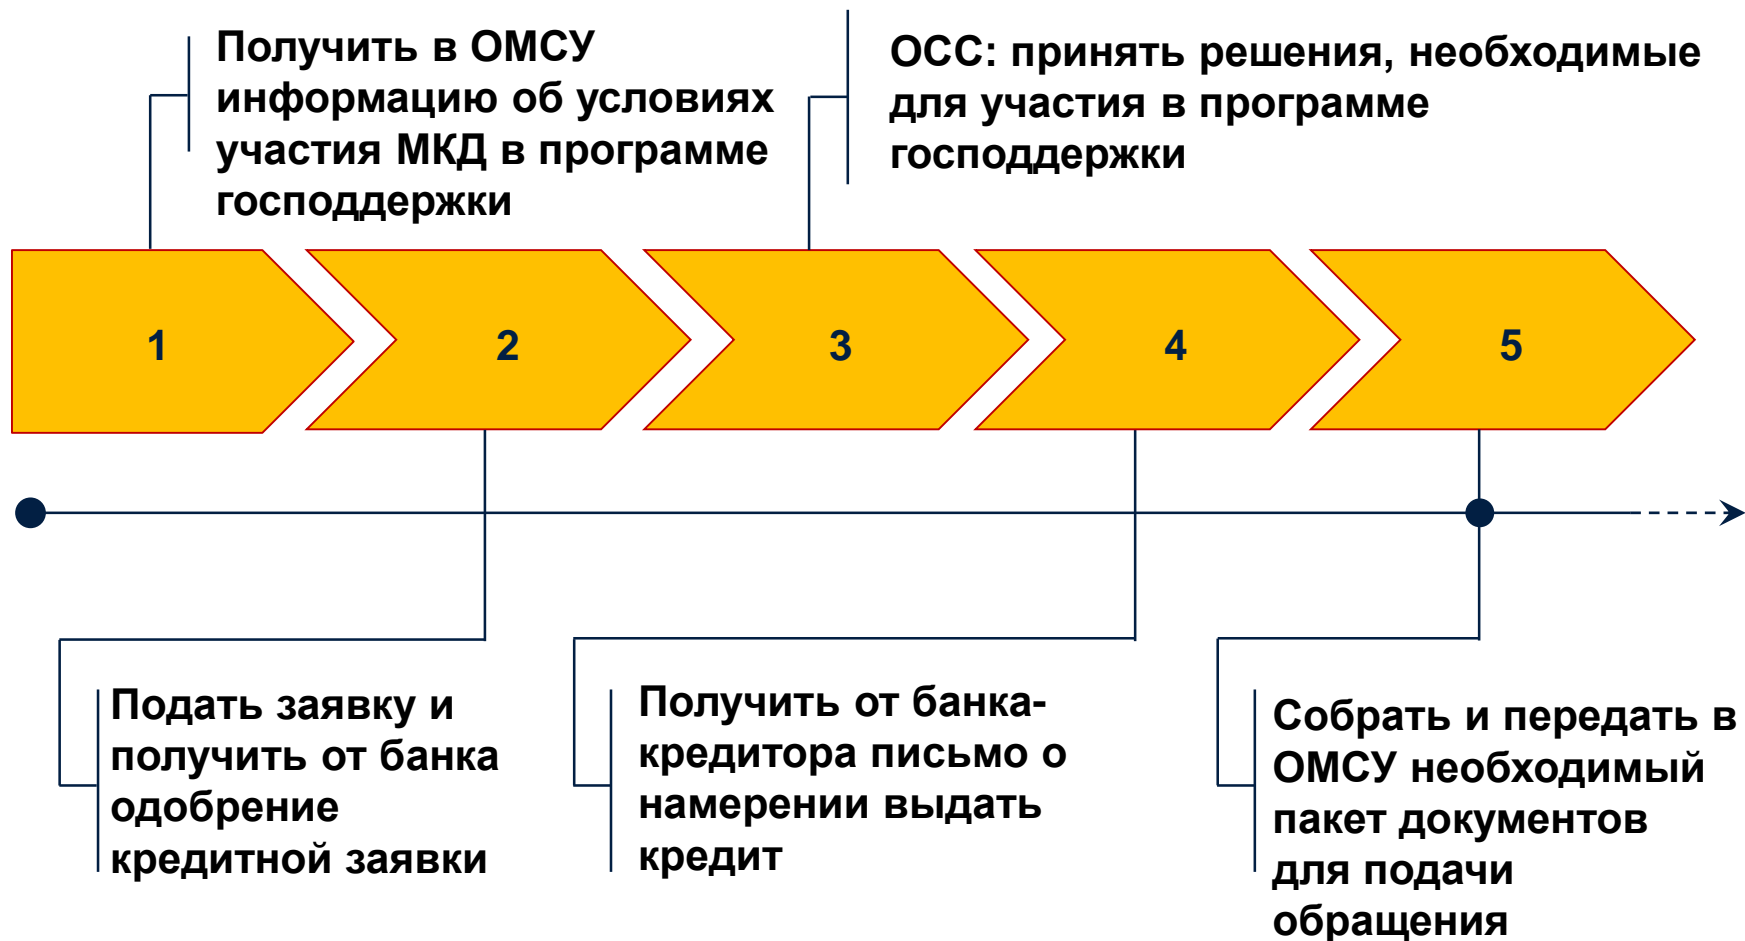 Получить в ОМСУ
информацию об условиях
участия МКД в программе
господдержки
ОСС: принять решения, необходимые
для участия в программе
господдержки
1
2
3
4
5
Подать заявку и
получить от банка
одобрение
кредитной заявки
Получить от банка-
кредитора письмо о
намерении выдать
кредит
Собрать и передать в
ОМСУ необходимый
пакет документов
для подачи
обращения